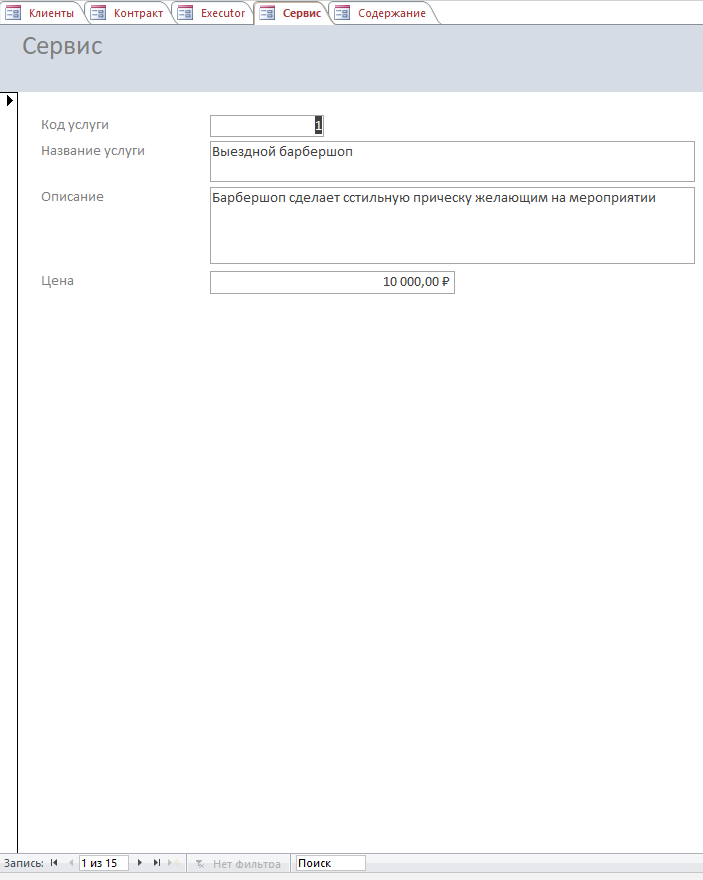 Клиенты Контракт Executor Сервис Содержание
Сервис
Код услуги 1
Название услуги Выездной барбершоп
Описание Барбершоп сделает сстильную прическу желающим на мероприятии
Цена 10 000,00 ₽
Запись: 1 из 15 Нет фильтра Поиск